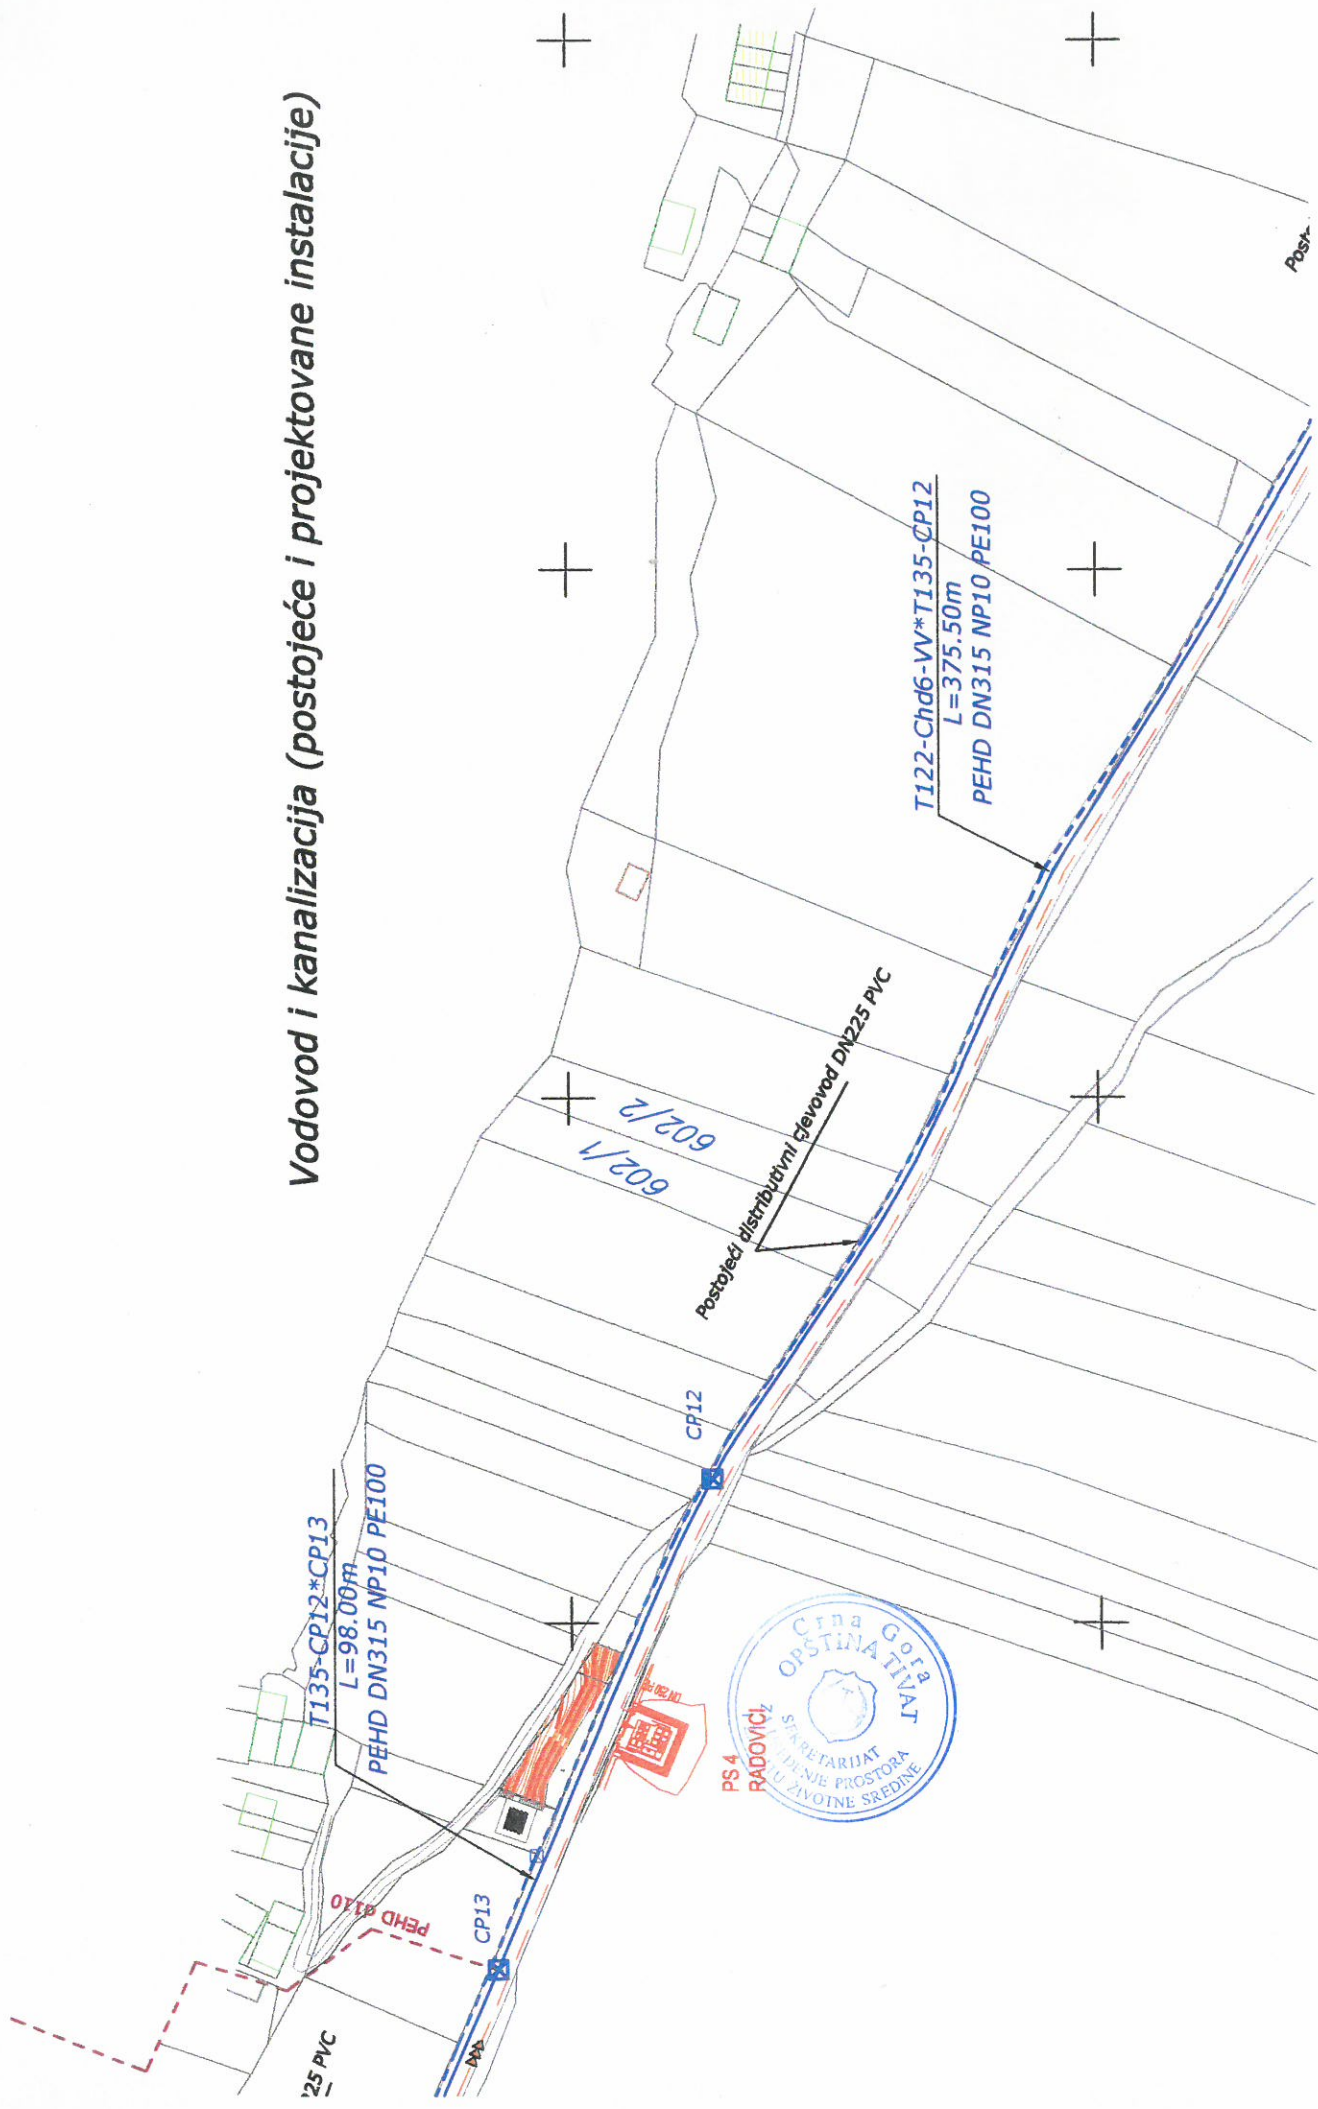 Vodovod i kanalizacija (postojeće i projektovane instalacije)
T135-CP12*CP13
L=98.00m
PEHD DN315 NP10 PE100
T122-Chd6-VV*T135-CP12
L=375.50m
PEHD DN315 NP10 PE100
Postojeći distributivni cjevovod DN225 PVC
602/1
602/2
CP12
CP13
PEHD d110
PS 4
RADOVIĆI
Crna Gora
OPŠTINA TIVAT
SEKRETARIJAT
PROSTORA
ŽIVOTNE SREDINE
25 PVC